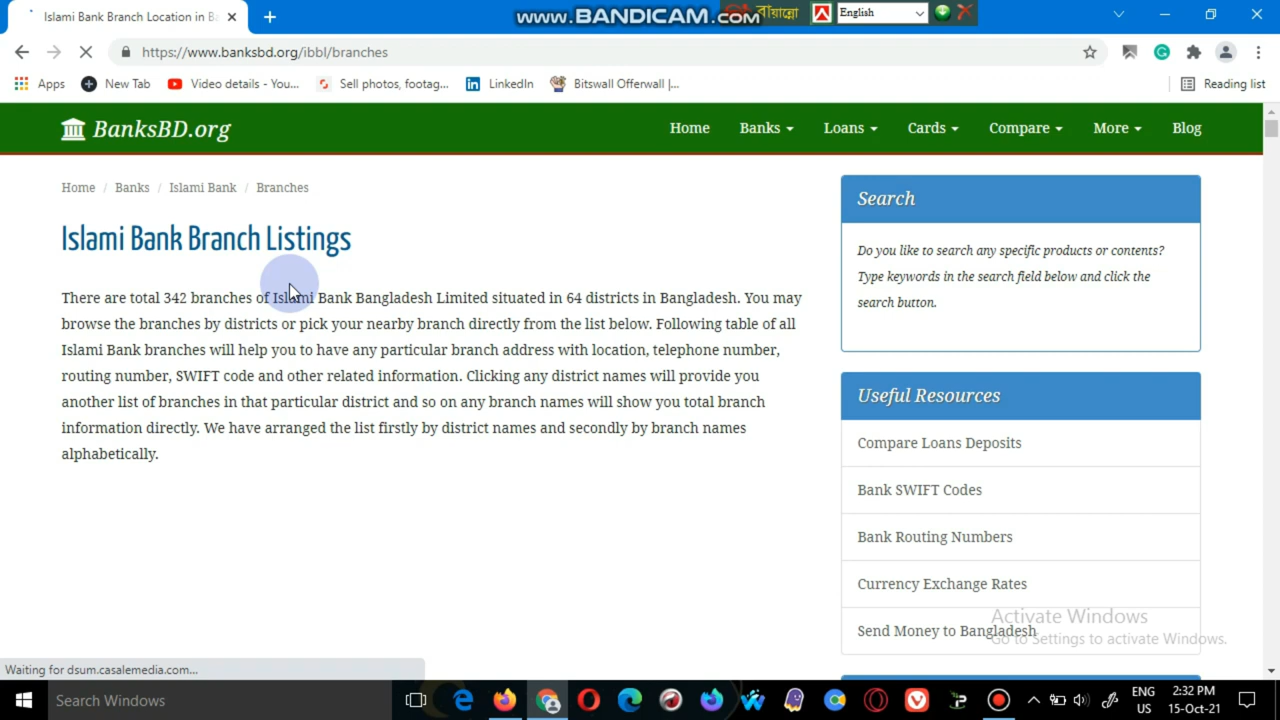 Islami Bank Branch Location in B
www.BANDICAM.com
English
https://www.banksbd.org/ibbl/branches
Apps
New Tab
Video details - You...
Sell photos, footag...
LinkedIn
Bitswall Offerwall |...
Reading list
BanksBD.org
Home
Banks
Loans
Cards
Compare
More
Blog
Home / Banks / Islami Bank / Branches
Islami Bank Branch Listings
There are total 342 branches of Islami Bank Bangladesh Limited situated in 64 districts in Bangladesh. You may
browse the branches by districts or pick your nearby branch directly from the list below. Following table of all
Islami Bank branches will help you to have any particular branch address with location, telephone number,
routing number, SWIFT code and other related information. Clicking any district names will provide you
another list of branches in that particular district and so on any branch names will show you total branch
information directly. We have arranged the list firstly by district names and secondly by branch names
alphabetically.
Search
Do you like to search any specific products or contents?
Type keywords in the search field below and click the
search button.
Useful Resources
Compare Loans Deposits
Bank SWIFT Codes
Bank Routing Numbers
Currency Exchange Rates
Send Money to Bangladesh
Activate Windows
Go to Settings to activate Windows.
Waiting for dsum.casalemedia.com...
Search Windows
ENG
US
2:32 PM
15-Oct-21